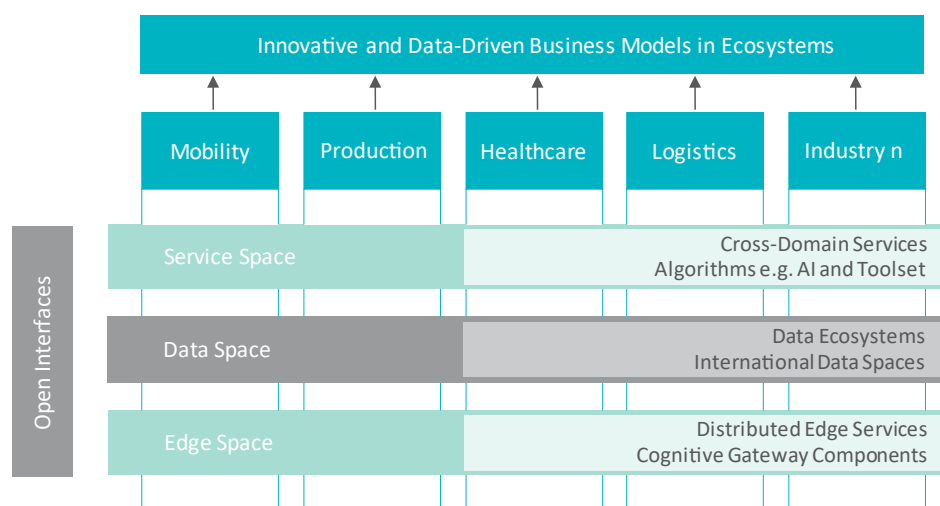 Innovative and Data-Driven Business Models in Ecosystems
Mobility
Production
Healthcare
Logistics
Industry n
Open Interfaces
Service Space
Cross-Domain Services
Algorithms e.g. AI and Toolset
Data Space
Data Ecosystems
International Data Spaces
Edge Space
Distributed Edge Services
Cognitive Gateway Components